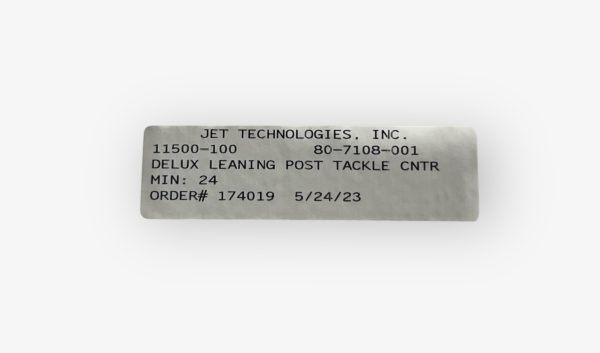 JET TECHNOLOGIES, INC.
11500-100 80-7108-001
DELUX LEANING POST TACKLE CNTR
MIN: 24
ORDER# 174019 5/24/23